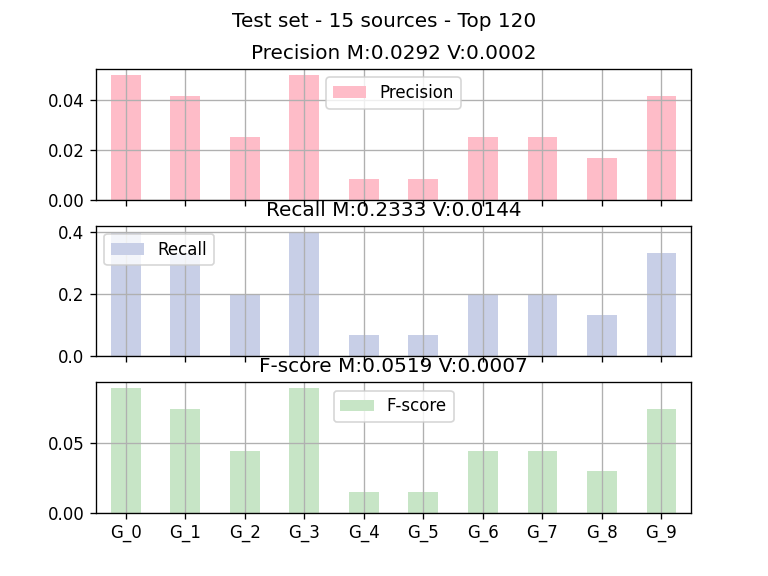 Test set - 15 sources - Top 120
Precision M:0.0292 V:0.0002
0.04
0.02
0.00
Precision
Recall M:0.2333 V:0.0144
0.4
0.2
0.0
Recall
F-score M:0.0519 V:0.0007
0.05
0.00
F-score
G_0 G_1 G_2 G_3 G_4 G_5 G_6 G_7 G_8 G_9